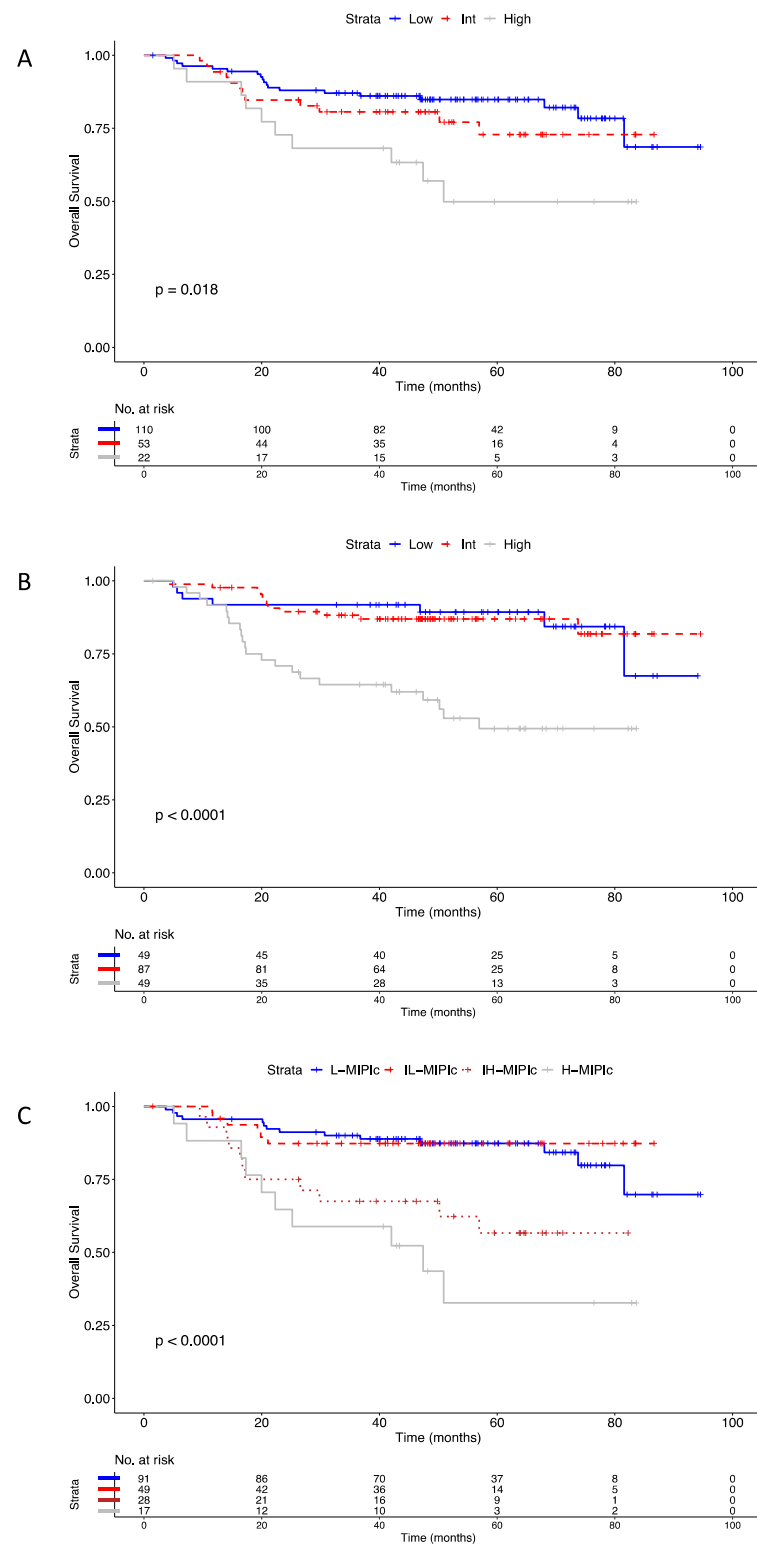 Strata Low Int High
A
1.00
0.75
0.50
0.25
0.00
Overall Survival
p = 0.018
0 20 40 60 80 100
Time (months)
No. at risk
Strata
110 100 82 42 9 0
53 44 35 16 4 0
22 17 15 5 3 0
0 20 40 60 80 100
Time (months)
Strata Low Int High
B
1.00
0.75
0.50
0.25
0.00
Overall Survival
p < 0.0001
0 20 40 60 80 100
Time (months)
No. at risk
Strata
49 45 40 25 5 0
87 81 64 25 8 0
49 35 28 13 3 0
0 20 40 60 80 100
Time (months)
Strata L−MIPIc IL−MIPIc IH−MIPIc H−MIPIc
C
1.00
0.75
0.50
0.25
0.00
Overall Survival
p < 0.0001
0 20 40 60 80 100
Time (months)
No. at risk
Strata
91 86 70 37 8 0
49 42 36 14 5 0
28 21 16 9 1 0
17 12 10 3 2 0
0 20 40 60 80 100
Time (months)